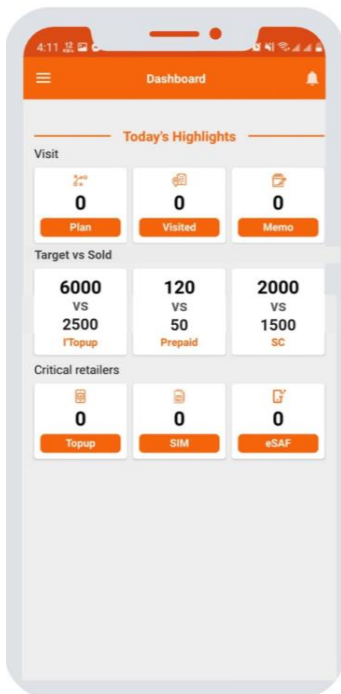 4:11
Dashboard
Today's Highlights
Visit
0 0 0
Plan Visited Memo
Target vs Sold
6000 120 2000
VS VS VS
2500 50 1500
I'Topup Prepaid SC
Critical retailers
0 0 0
Topup SIM eSAF